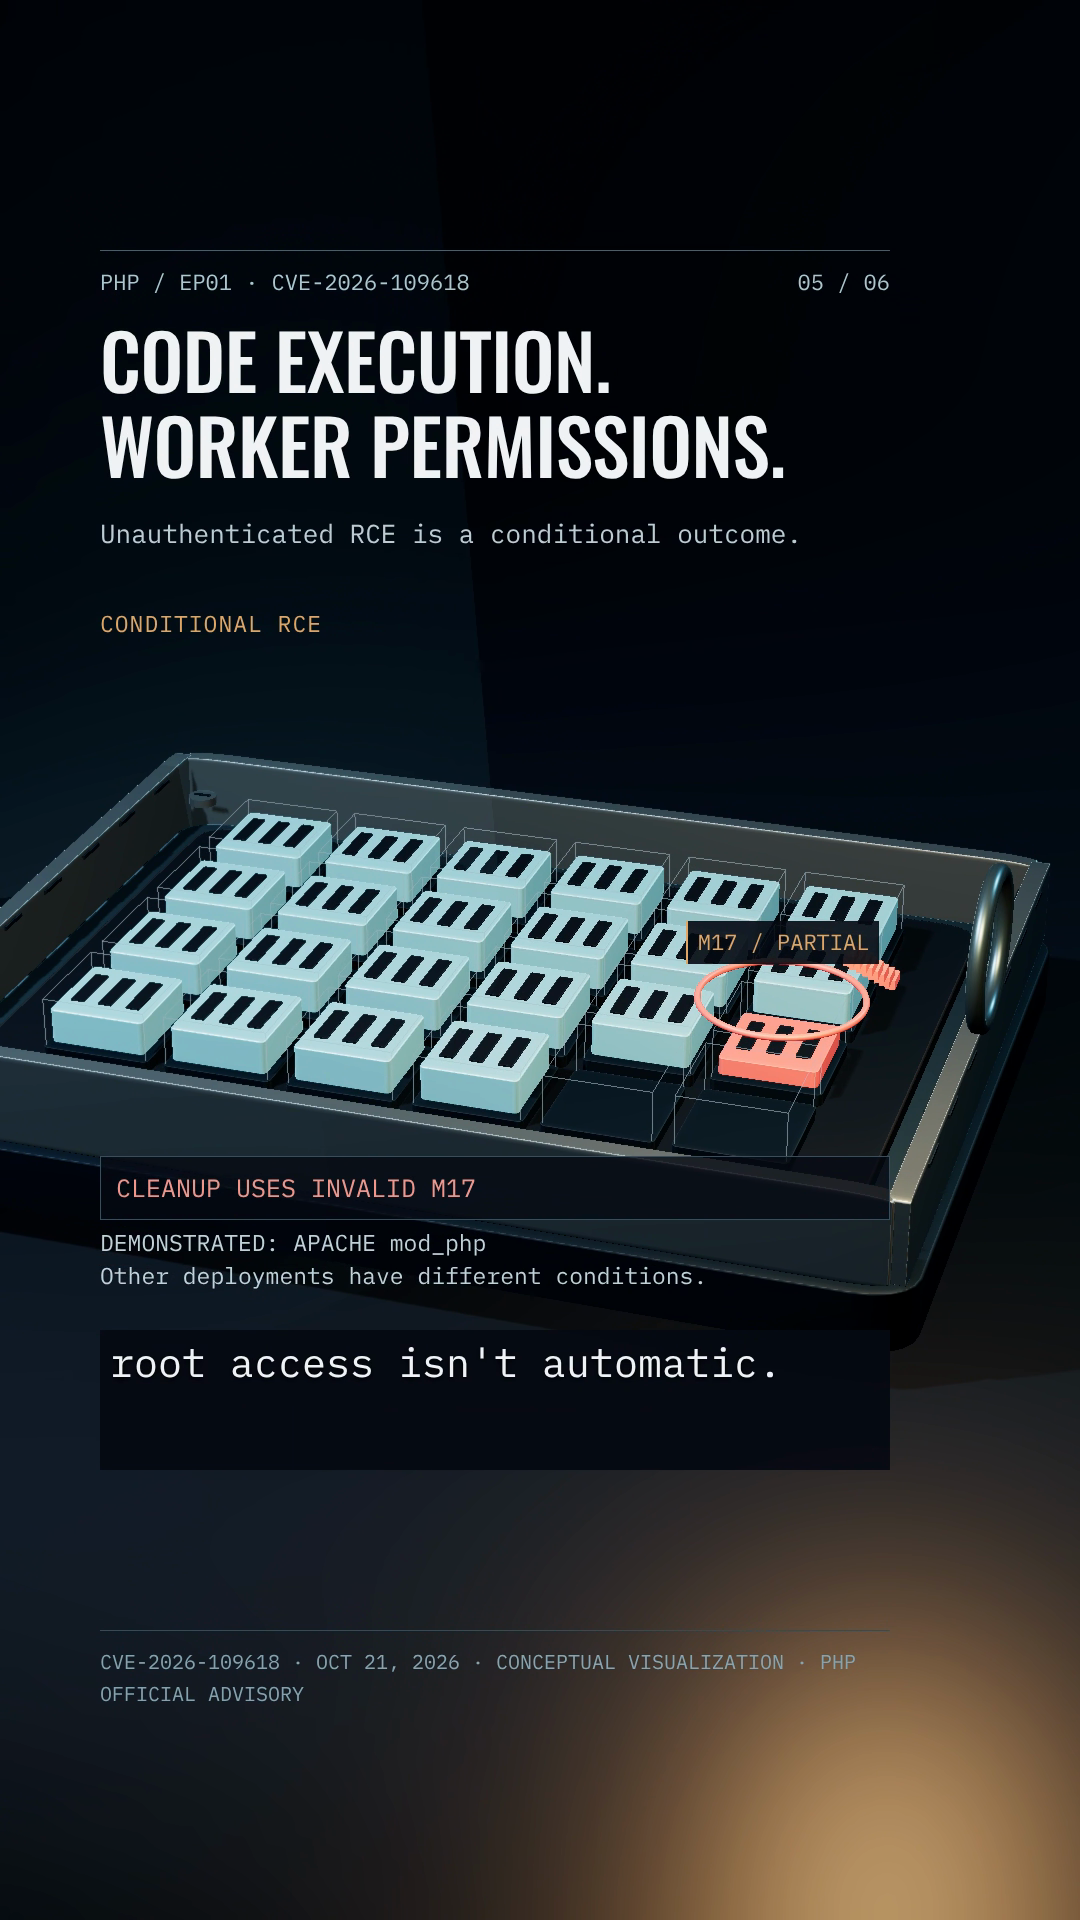 PHP / EP01 · CVE-2026-109618 05 / 06
CODE EXECUTION.
WORKER PERMISSIONS.
Unauthenticated RCE is a conditional outcome.
CONDITIONAL RCE
M17 / PARTIAL
CLEANUP USES INVALID M17
DEMONSTRATED: APACHE mod_php
Other deployments have different conditions.
root access isn't automatic.
CVE-2026-109618 · OCT 21, 2026 · CONCEPTUAL VISUALIZATION · PHP
OFFICIAL ADVISORY